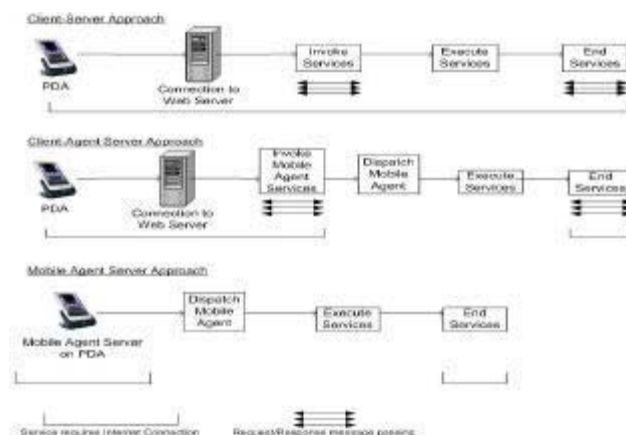 Client-Server Approach
PDA
Connection to
Web Server
Invoke
Services
Execute
Services
End
Services
Client-Agent Server Approach
PDA
Connection to
Web Server
Invoke
Mobile
Agent
Services
Dispatch
Mobile
Agent
Execute
Services
End
Services
Mobile Agent Server Approach
Mobile Agent Server
on PDA
Dispatch
Mobile
Agent
Execute
Services
End
Services
Service requires Internet Connection
Request/Response message passing